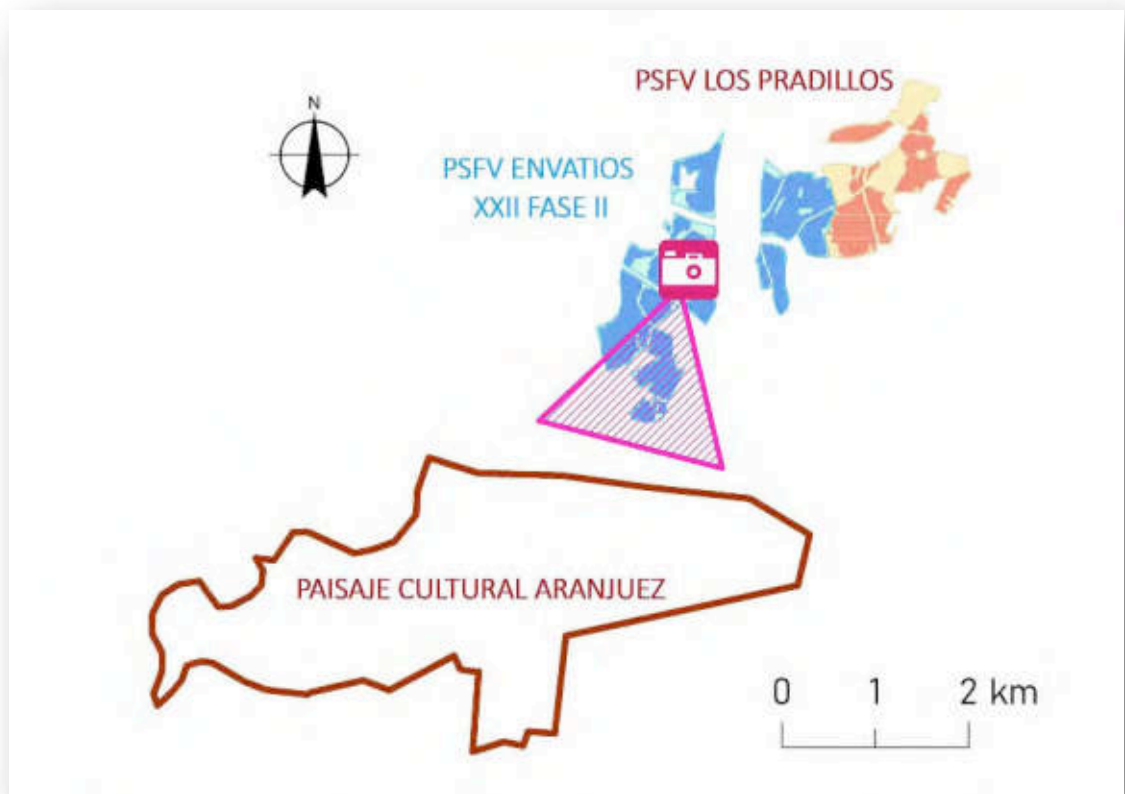 N
PSFV LOS PRADILLOS
PSFV ENVATIOS
XXII FASE II
PAISAJE CULTURAL ARANJUEZ
0 1 2 km